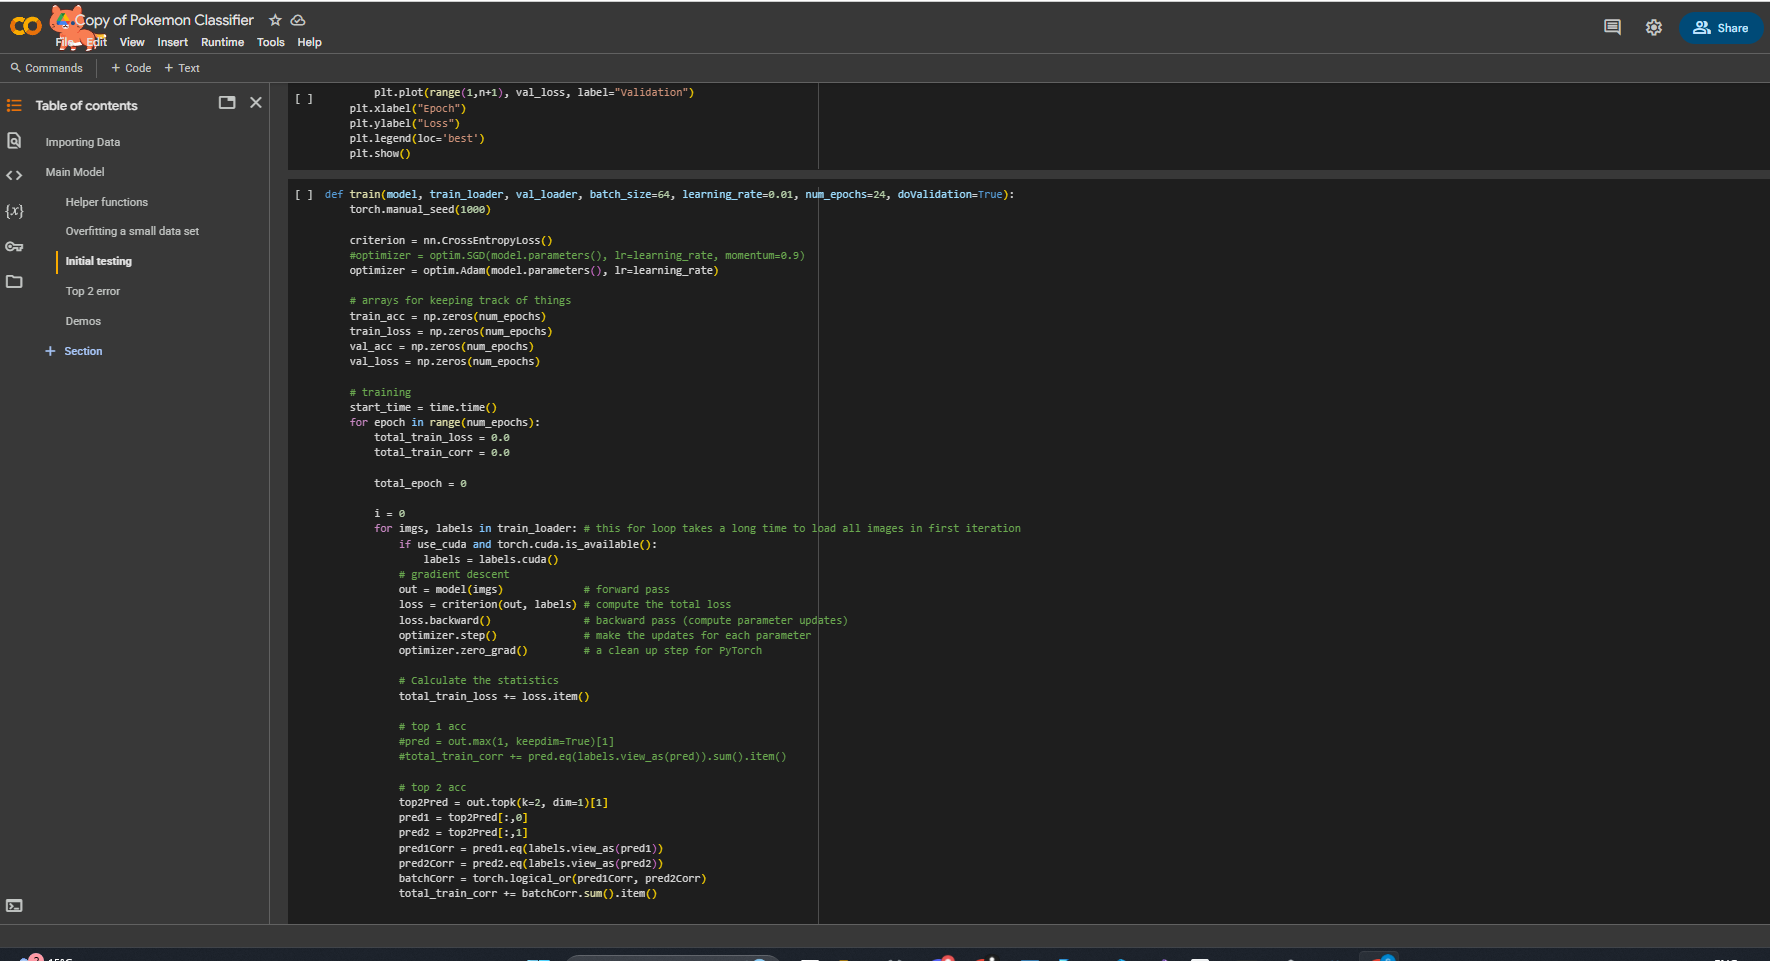 Copy of Pokemon Classifier
File Edit View Insert Runtime Tools Help
Share
Commands + Code + Text
Table of contents
Importing Data
Main Model
Helper functions
Overfitting a small data set
Initial testing
Top 2 error
Demos
+ Section
[ ]
plt.plot(range(1,n+1), val_loss, label="Validation")
plt.xlabel("Epoch")
plt.ylabel("Loss")
plt.legend(loc='best')
plt.show()
[ ] def train(model, train_loader, val_loader, batch_size=64, learning_rate=0.01, num_epochs=24, doValidation=True):
torch.manual_seed(1000)
criterion = nn.CrossEntropyLoss()
#optimizer = optim.SGD(model.parameters(), lr=learning_rate, momentum=0.9)
optimizer = optim.Adam(model.parameters(), lr=learning_rate)
# arrays for keeping track of things
train_acc = np.zeros(num_epochs)
train_loss = np.zeros(num_epochs)
val_acc = np.zeros(num_epochs)
val_loss = np.zeros(num_epochs)
# training
start_time = time.time()
for epoch in range(num_epochs):
total_train_loss = 0.0
total_train_corr = 0.0
total_epoch = 0
i = 0
for imgs, labels in train_loader: # this for loop takes a long time to load all images in first iteration
if use_cuda and torch.cuda.is_available():
labels = labels.cuda()
# gradient descent
out = model(imgs) # forward pass
loss = criterion(out, labels) # compute the total loss
loss.backward() # backward pass (compute parameter updates)
optimizer.step() # make the updates for each parameter
optimizer.zero_grad() # a clean up step for PyTorch
# Calculate the statistics
total_train_loss += loss.item()
# top 1 acc
#pred = out.max(1, keepdim=True)[1]
#total_train_corr += pred.eq(labels.view_as(pred)).sum().item()
# top 2 acc
top2Pred = out.topk(k=2, dim=1)[1]
pred1 = top2Pred[:,0]
pred2 = top2Pred[:,1]
pred1Corr = pred1.eq(labels.view_as(pred1))
pred2Corr = pred2.eq(labels.view_as(pred2))
batchCorr = torch.logical_or(pred1Corr, pred2Corr)
total_train_corr += batchCorr.sum().item()